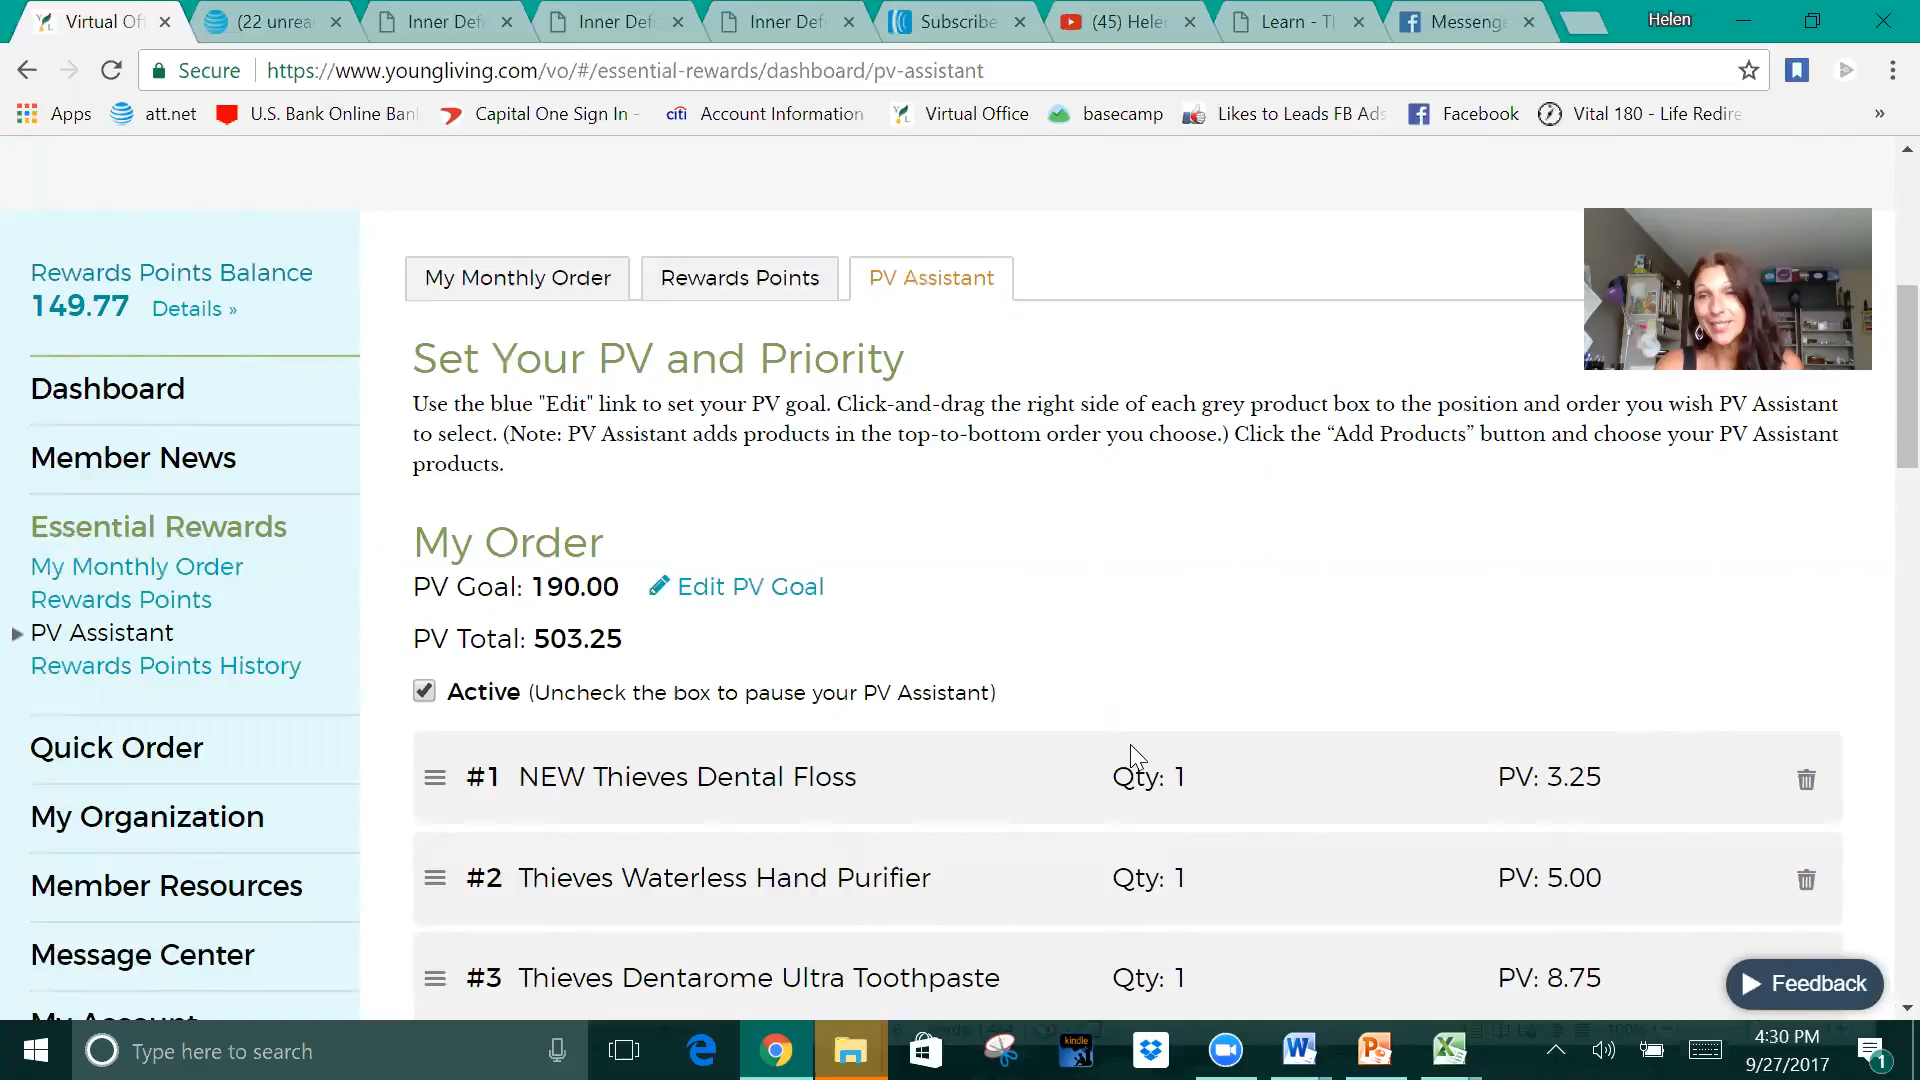 Virtual Of
(22 unrea
Inner Def
Inner Def
Inner Def
Subscribe
(45) Hele
Learn - Th
Messenge
Helen
Secure
https://www.youngliving.com/vo/#/essential-rewards/dashboard/pv-assistant
Apps
att.net
U.S. Bank Online Ban
Capital One Sign In -
citi
Account Information
Virtual Office
basecamp
Likes to Leads FB Ads
Facebook
Vital 180 - Life Redire
»
Rewards Points Balance
149.77 Details »
Dashboard
Member News
Essential Rewards
My Monthly Order
Rewards Points
PV Assistant
Rewards Points History
Quick Order
My Organization
Member Resources
Message Center
My Account
My Monthly Order
Rewards Points
PV Assistant
Set Your PV and Priority
Use the blue "Edit" link to set your PV goal. Click-and-drag the right side of each grey product box to the position and order you wish PV Assistant
to select. (Note: PV Assistant adds products in the top-to-bottom order you choose.) Click the “Add Products” button and choose your PV Assistant
products.
My Order
PV Goal: 190.00 Edit PV Goal
PV Total: 503.25
Active (Uncheck the box to pause your PV Assistant)
#1 NEW Thieves Dental Floss Qty: 1 PV: 3.25
#2 Thieves Waterless Hand Purifier Qty: 1 PV: 5.00
#3 Thieves Dentarome Ultra Toothpaste Qty: 1 PV: 8.75
Feedback
Type here to search
kindle
4:30 PM
9/27/2017
1